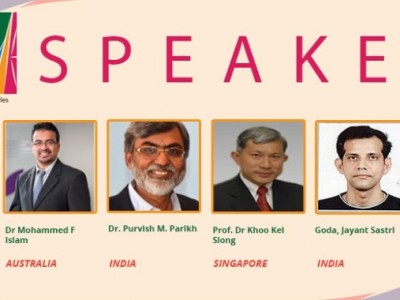 SPEAKE
les
Dr Mohammed F
Islam
AUSTRALIA
Dr. Purvish M. Parikh
INDIA
Prof. Dr Khoo Kei
Siong
SINGAPORE
Goda, Jayant Sastri
INDIA